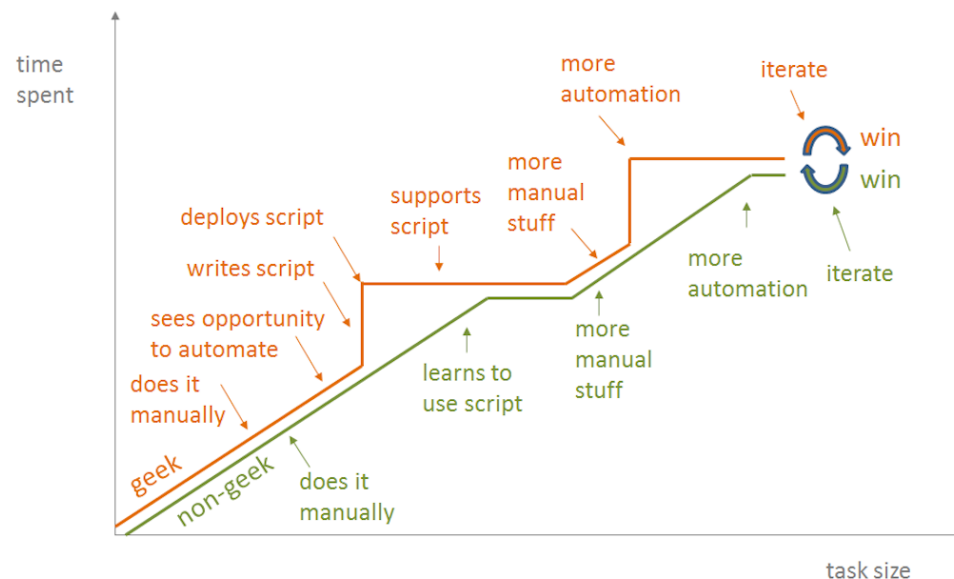 time
spent
more
automation
iterate
win
win
iterate
more
manual
stuff
supports
script
deploys script
writes script
sees opportunity
to automate
does it
manually
geek
non-geek
does it
manually
learns to
use script
more
manual
stuff
more
automation
task size